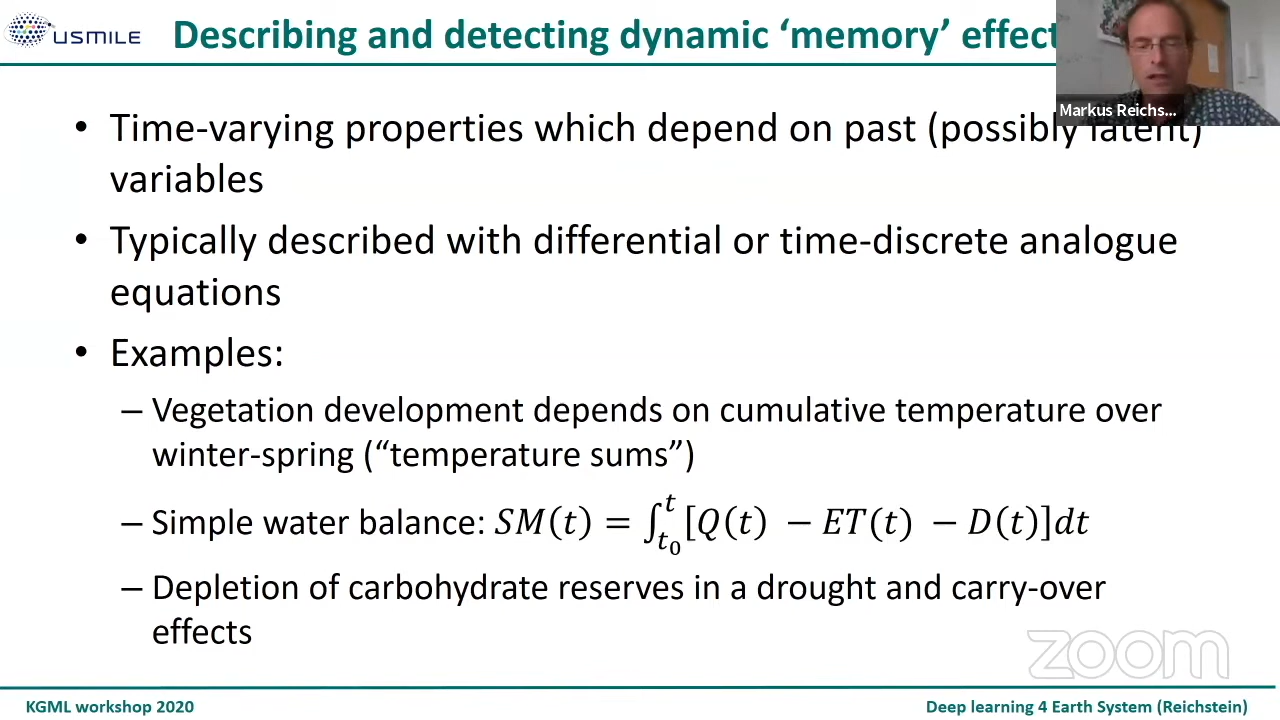 USMILE
Describing and detecting dynamic ‘memory’ effect
Markus Reichs...
• Time-varying properties which depend on past (possibly latent)
variables
• Typically described with differential or time-discrete analogue
equations
• Examples:
– Vegetation development depends on cumulative temperature over
winter-spring (“temperature sums”)
– Simple water balance: SM(t) = ∫_{t_0}^{t} [Q(t) − ET(t) − D(t)]dt
– Depletion of carbohydrate reserves in a drought and carry-over
effects
zoom
KGML workshop 2020
Deep learning 4 Earth System (Reichstein)